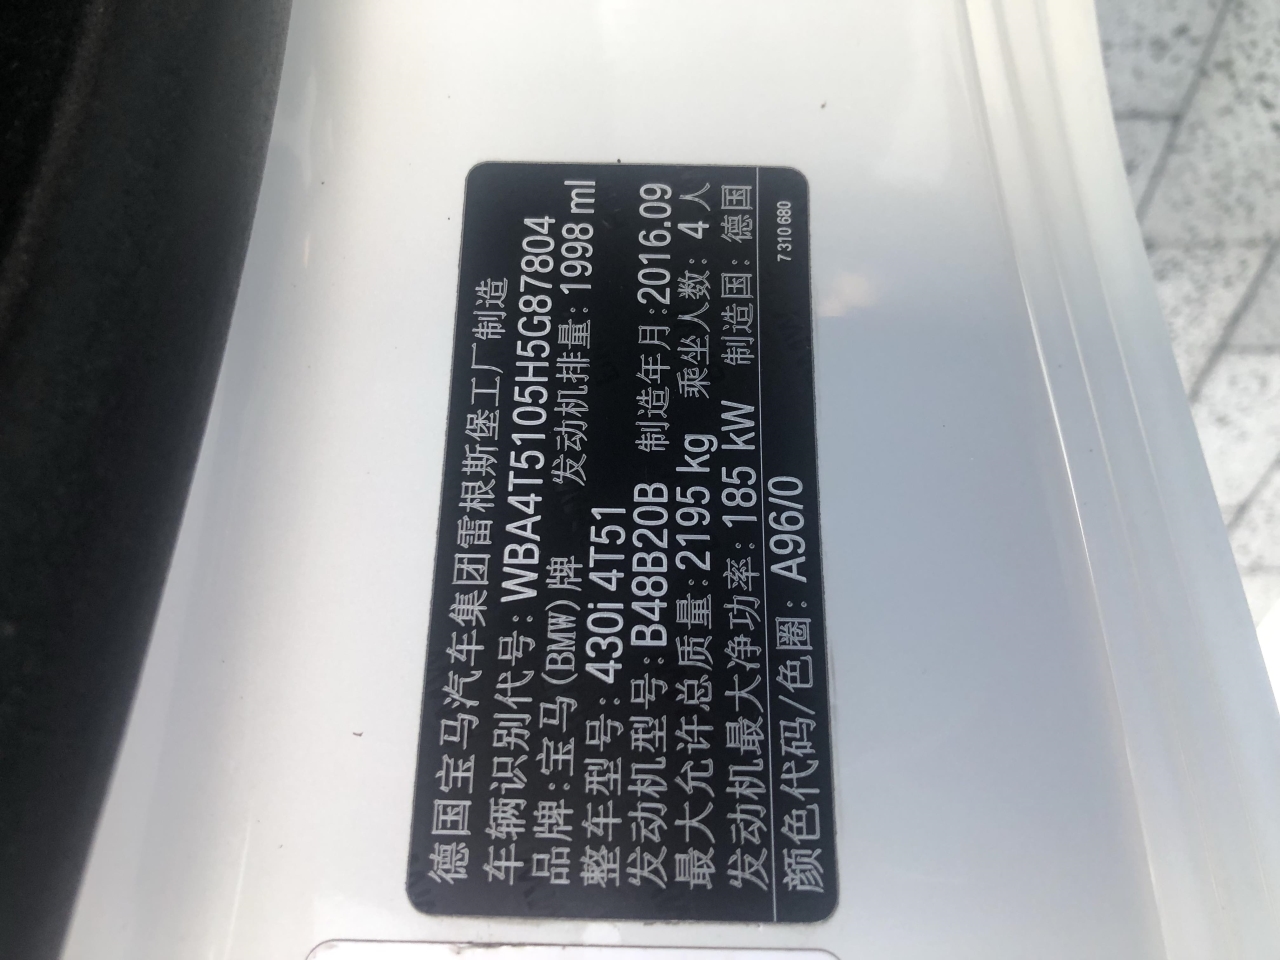 德国宝马汽车集团雷根斯堡工厂制造
车辆识别代号: WBA4T5105H5G87804
品牌:宝马(BMW)牌 发动机排量:1998 ml
整车型号: 430i 4T51
发动机型号: B48B20B 制造年月:2016.09
最大允许总质量:2195 kg 乘坐人数: 4 人
发动机最大净功率:185 kW 制造国: 德国
颜色代码/色圈: A96/0
7 310 680